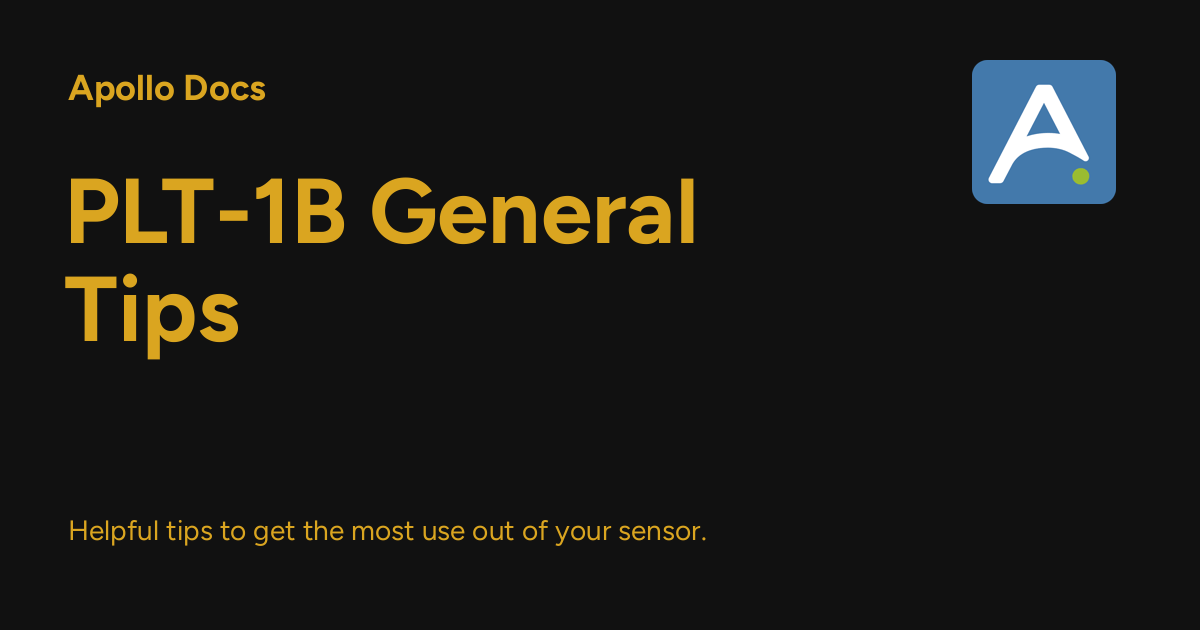 Apollo Docs
PLT-1B General
Tips
Helpful tips to get the most use out of your sensor.